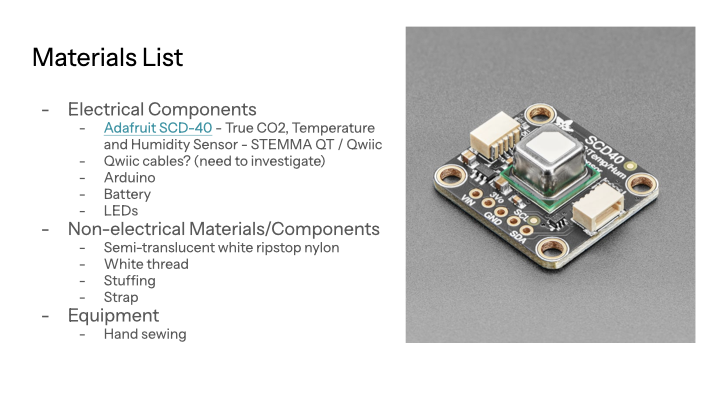 Materials List
- Electrical Components
- Adafruit SCD-40 - True CO2, Temperature
and Humidity Sensor - STEMMA QT / Qwiic
- Qwiic cables? (need to investigate)
- Arduino
- Battery
- LEDs
- Non-electrical Materials/Components
- Semi-translucent white ripstop nylon
- White thread
- Stuffing
- Strap
- Equipment
- Hand sewing
SCD40
Temp/Hum
VIN
3Vo
GND
SCL
SDA